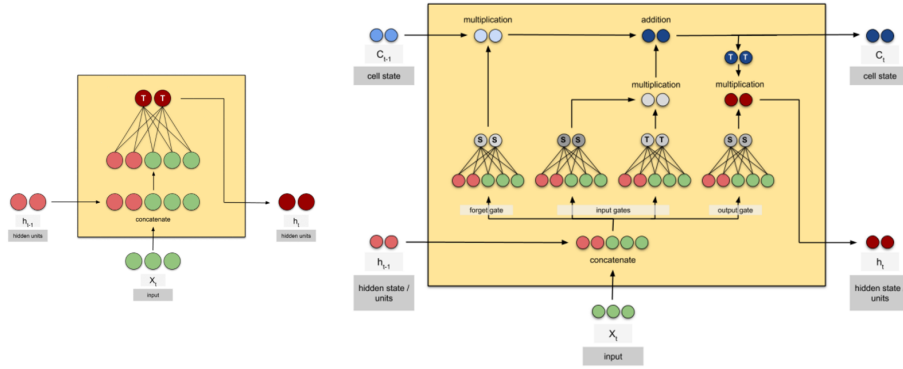 T T
concatenate
h t-1
hidden units
h t
hidden units
X t
input
multiplication
addition
C t-1
cell state
C t
cell state
T T
multiplication
multiplication
S S
S S
T T
S S
forget gate
input gates
output gate
h t-1
hidden state /
units
concatenate
h t
hidden state
units
X t
input